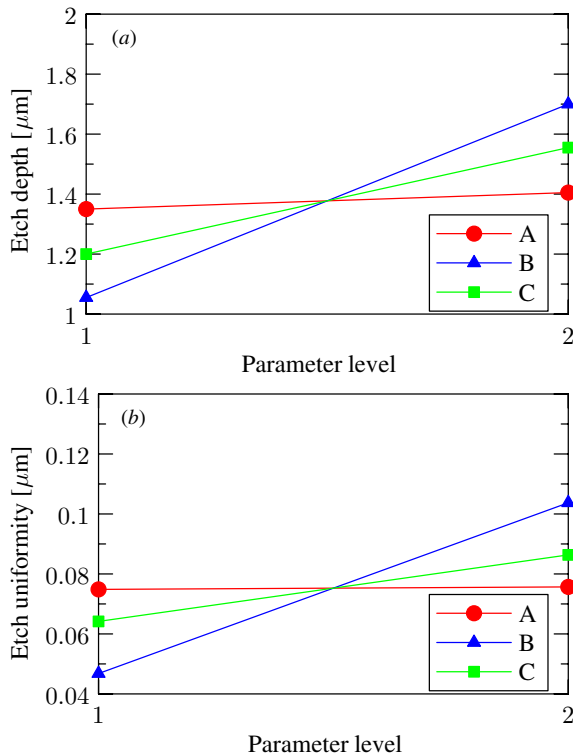 (a)
Etch depth [μm]
2
1.8
1.6
1.4
1.2
1
1
2
A
B
C
Parameter level
(b)
Etch uniformity [μm]
0.14
0.12
0.1
0.08
0.06
0.04
1
2
A
B
C
Parameter level